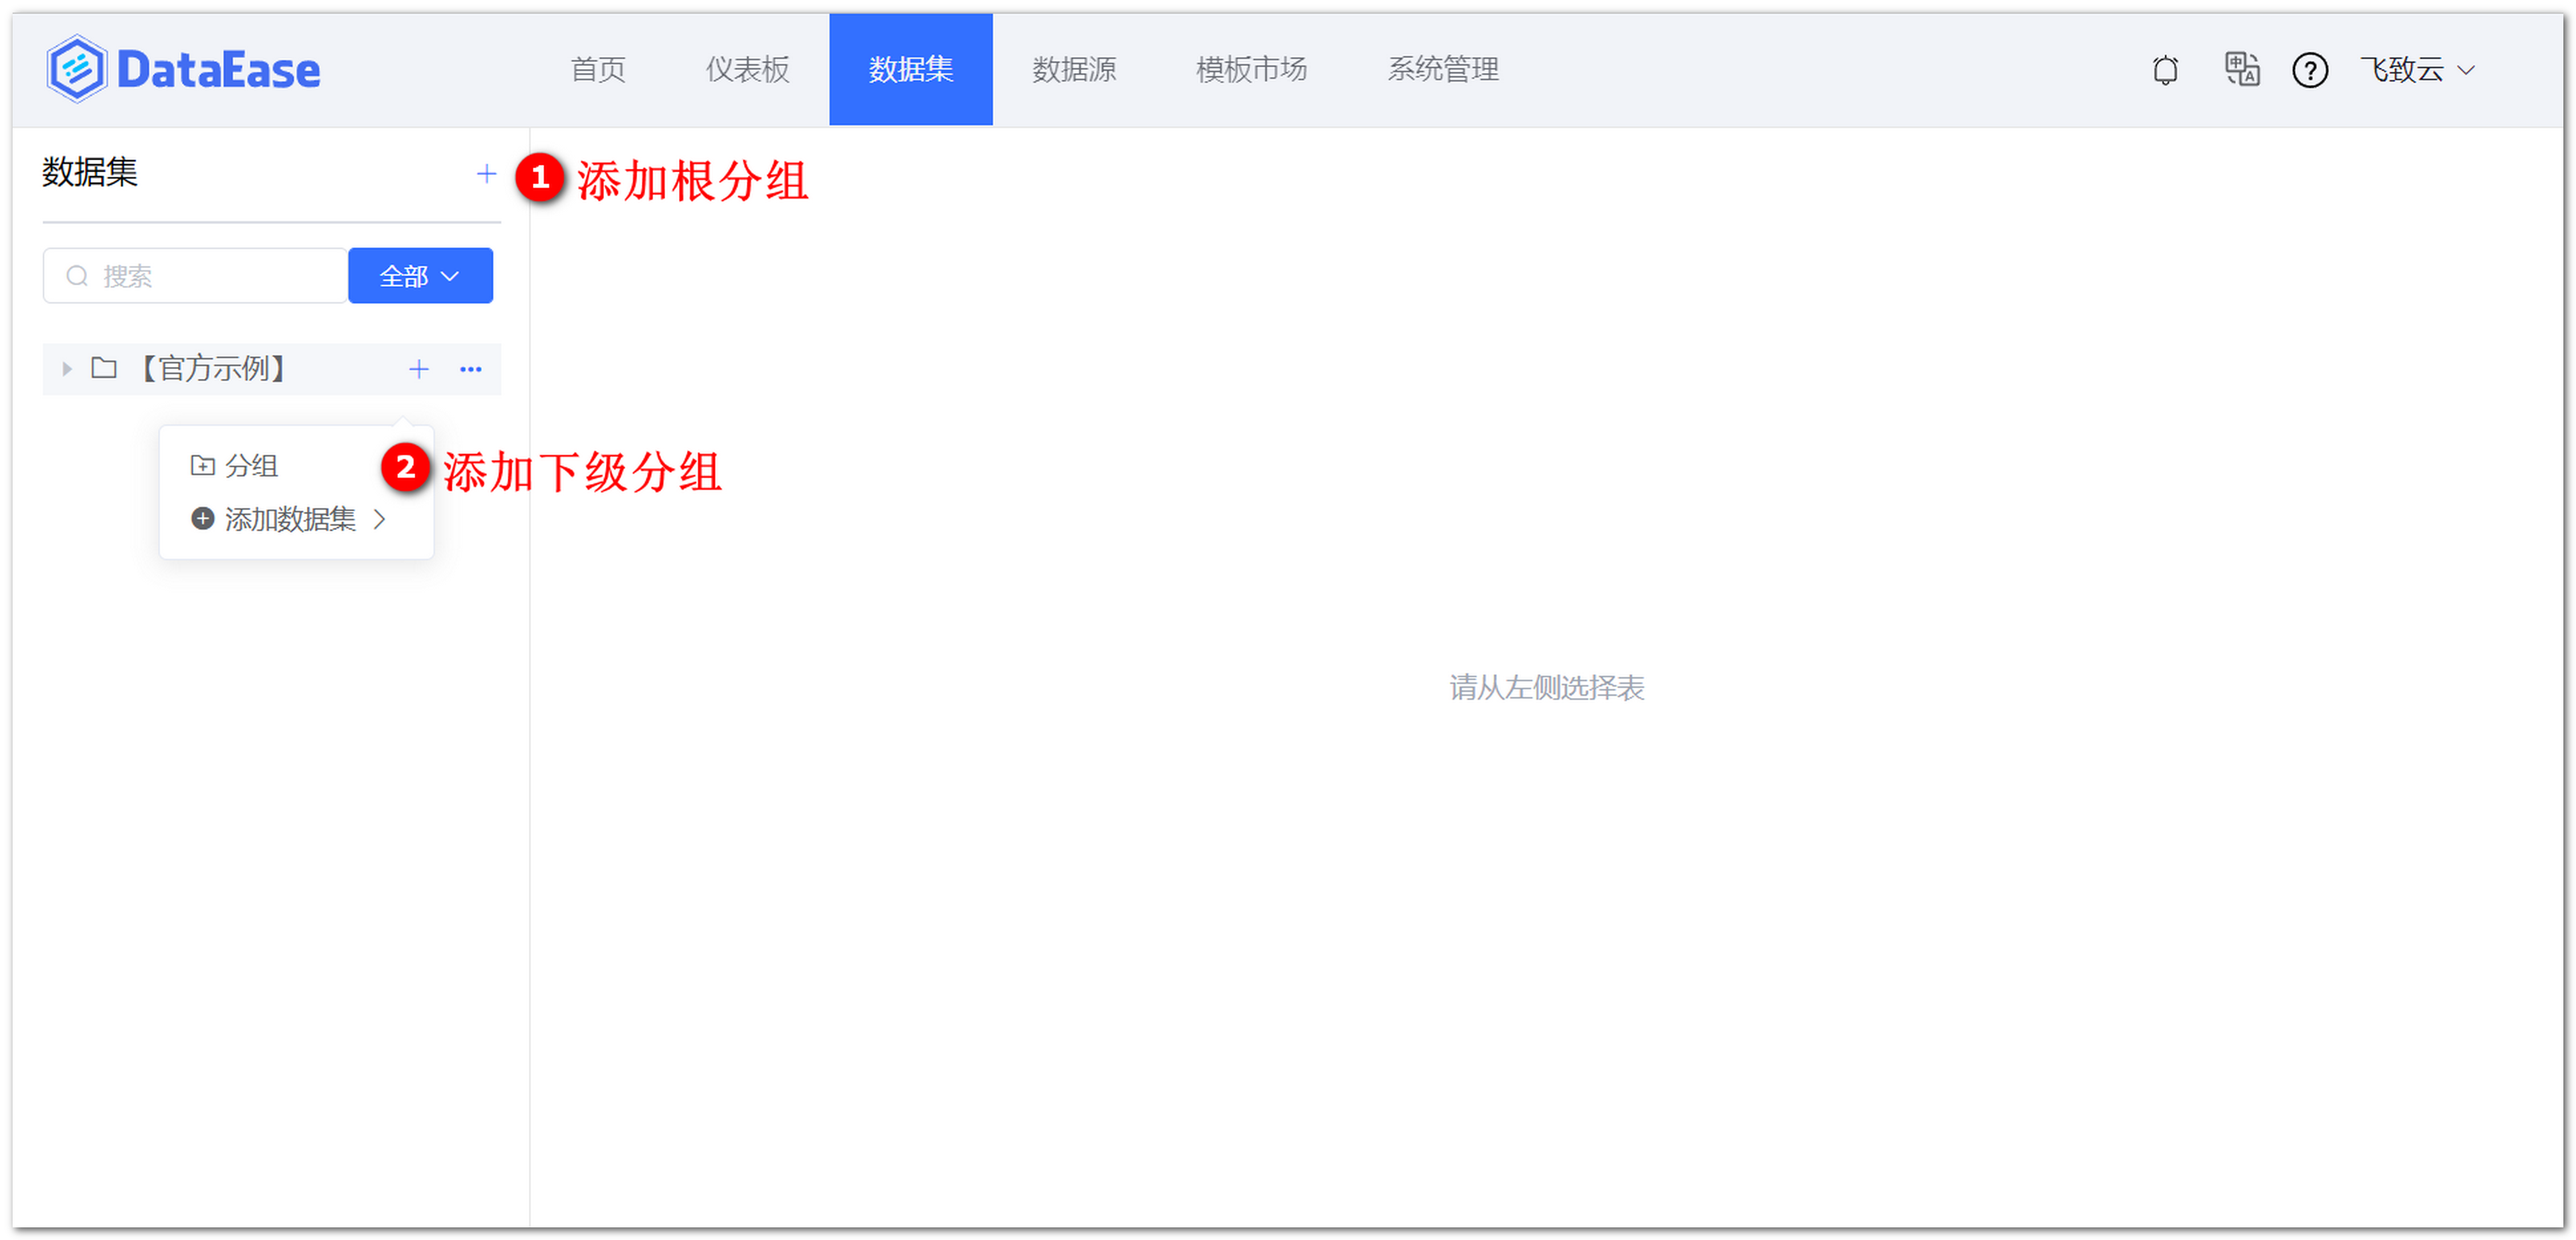 DataEase 首页 仪表板 数据集 数据源 模板市场 系统管理 飞致云
数据集 + 1 添加根分组
搜索 全部
【官方示例】 + ...
分组 2 添加下级分组
添加数据集 >
请从左侧选择表